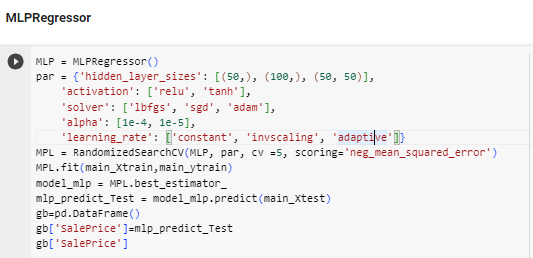 MLPRegressor
MLP = MLPRegressor()
par = {'hidden_layer_sizes': [(50,), (100,), (50, 50)],
'activation': ['relu', 'tanh'],
'solver': ['lbfgs', 'sgd', 'adam'],
'alpha': [1e-4, 1e-5],
'learning_rate': ['constant', 'invscaling', 'adaptive']}
MPL = RandomizedSearchCV(MLP, par, cv =5, scoring='neg_mean_squared_error')
MPL.fit(main_Xtrain,main_ytrain)
model_mlp = MPL.best_estimator_
mlp_predict_Test = model_mlp.predict(main_Xtest)
gb=pd.DataFrame()
gb['SalePrice']=mlp_predict_Test
gb['SalePrice']